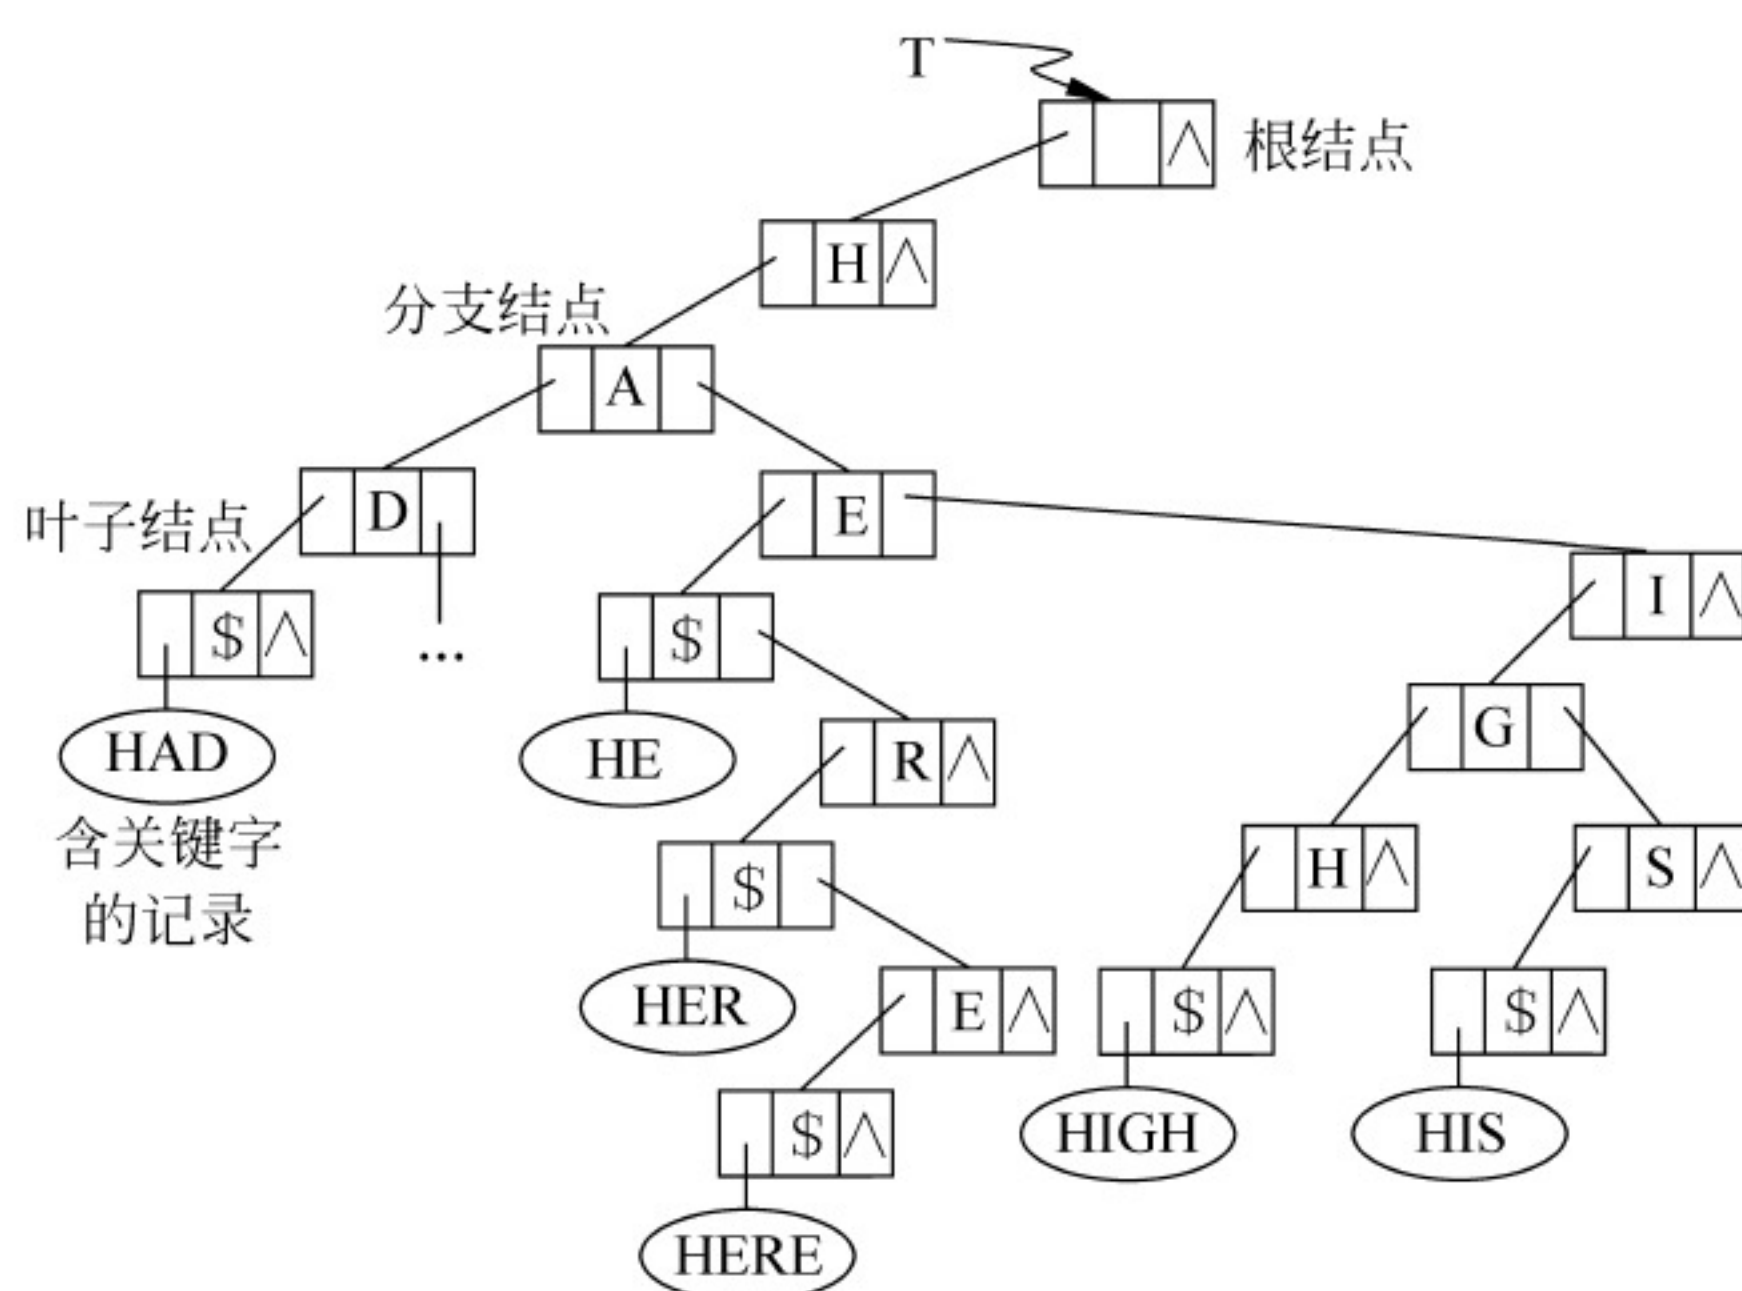 T
∧ 根结点
H ∧
分支结点
A
D
E
叶子结点
I ∧
$ ∧
...
$
G
HAD
HE
R ∧
含关键字
的记录
$
H ∧
S ∧
HER
E ∧
$ ∧
$ ∧
$ ∧
HIGH
HIS
HERE